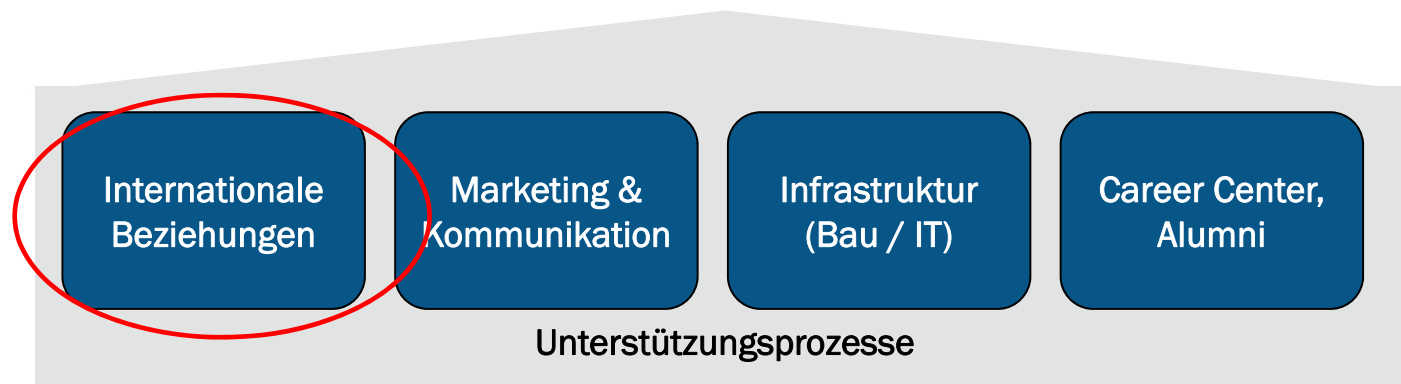 Internationale
Beziehungen
Marketing &
Kommunikation
Infrastruktur
(Bau / IT)
Career Center,
Alumni
Unterstützungsprozesse